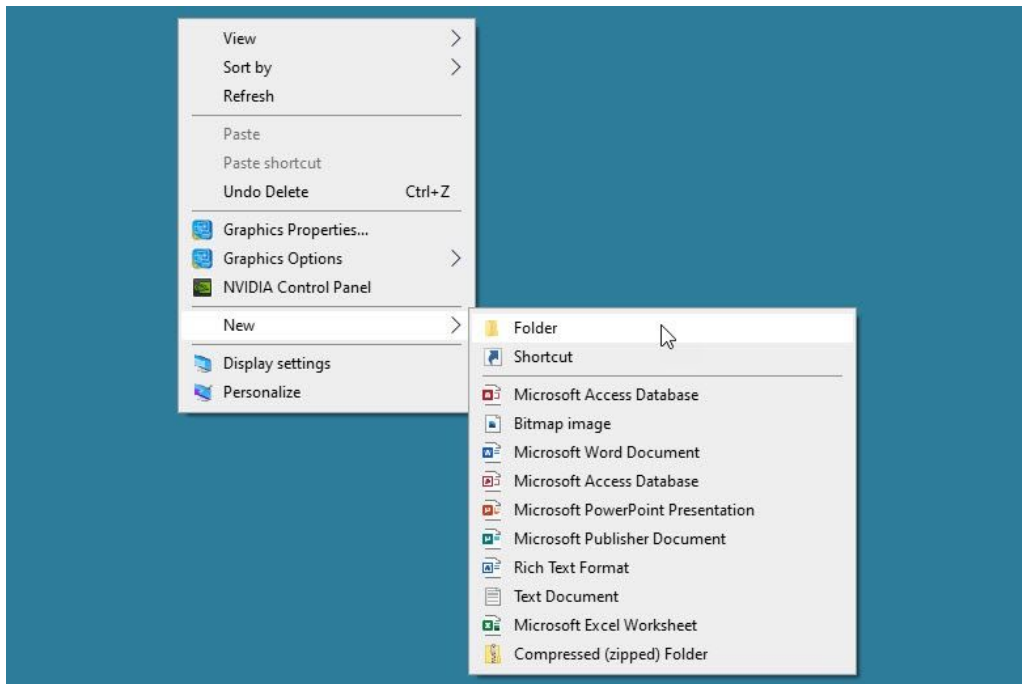 View
Sort by
Refresh
Paste
Paste shortcut
Undo Delete Ctrl+Z
Graphics Properties...
Graphics Options
NVIDIA Control Panel
New
Display settings
Personalize
Folder
Shortcut
Microsoft Access Database
Bitmap image
Microsoft Word Document
Microsoft Access Database
Microsoft PowerPoint Presentation
Microsoft Publisher Document
Rich Text Format
Text Document
Microsoft Excel Worksheet
Compressed (zipped) Folder